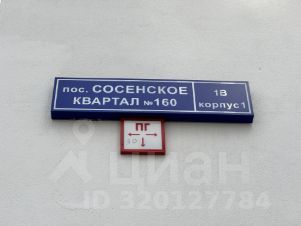 пос. СОСЕНСКОЕ
КВАРТАЛ №160
1В
корпус 1
ПГ
циан
ID 320127784